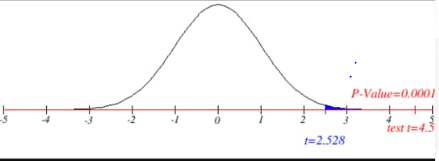 P-Value=0.0001
-5 -4 -3 -2 -1 0 1 2 3 4 5
test t=4.5
t=2.528